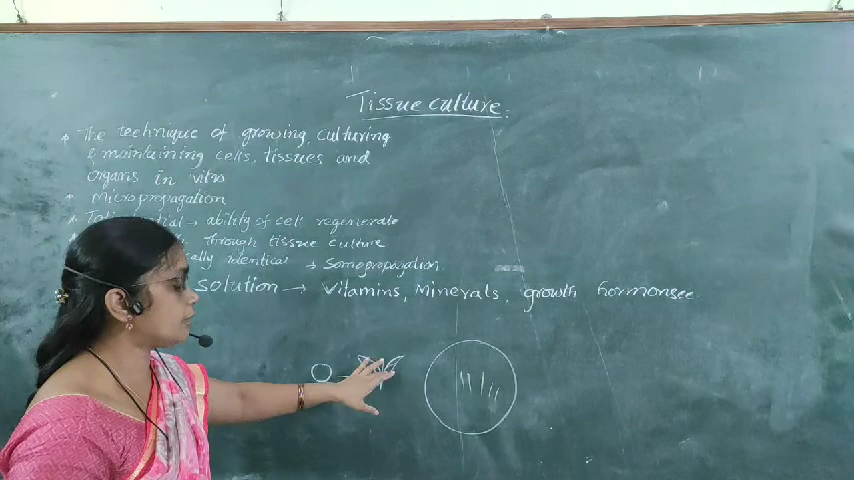 Tissue culture.
* The technique of growing, culturing
& maintaining cells, tissues and
organs in vitro
* Micropropagation
* → ability of cell regenerate
through tissue culture
identical → Somopropagation
solution → Vitamins, Minerals, growth hormonsee